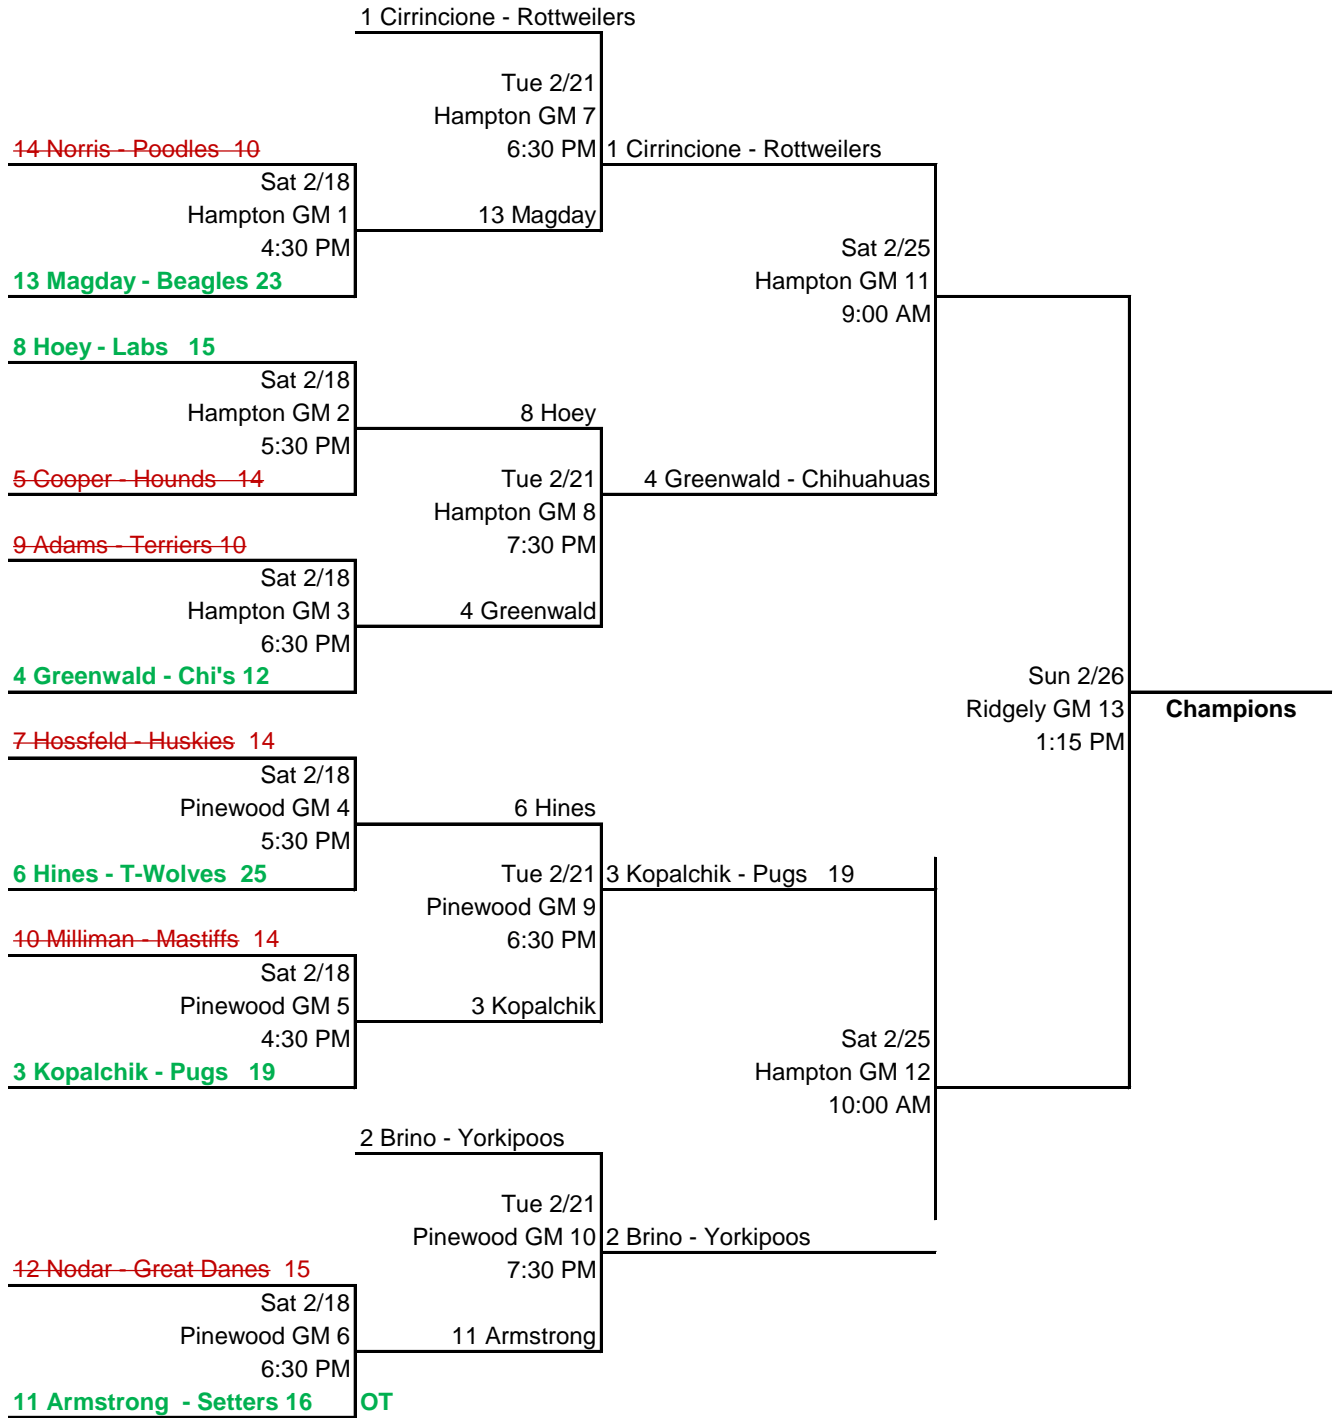 1 Cirrincione - Rottweilers
Tue 2/21
Hampton GM 7
14 Norris - Poodles 10
6:30 PM
1 Cirrincione - Rottweilers
Sat 2/18
Hampton GM 1
13 Magday
4:30 PM
Sat 2/25
13 Magday - Beagles 23
Hampton GM 11
9:00 AM
8 Hoey - Labs 15
Sat 2/18
Hampton GM 2
8 Hoey
5:30 PM
5 Cooper - Hounds 14
Tue 2/21
4 Greenwald - Chihuahuas
Hampton GM 8
9 Adams - Terriers 10
7:30 PM
Sat 2/18
Hampton GM 3
4 Greenwald
6:30 PM
4 Greenwald - Chi's 12
Sun 2/26
Ridgely GM 13
Champions
7 Hossfeld - Huskies 14
1:15 PM
Sat 2/18
Pinewood GM 4
6 Hines
5:30 PM
6 Hines - T-Wolves 25
Tue 2/21
3 Kopalchik - Pugs 19
Pinewood GM 9
10 Milliman - Mastiffs 14
6:30 PM
Sat 2/18
Pinewood GM 5
3 Kopalchik
4:30 PM
Sat 2/25
3 Kopalchik - Pugs 19
Hampton GM 12
10:00 AM
2 Brino - Yorkipoos
Tue 2/21
Pinewood GM 10
2 Brino - Yorkipoos
12 Nodar - Great Danes 15
7:30 PM
Sat 2/18
Pinewood GM 6
11 Armstrong
6:30 PM
11 Armstrong - Setters 16 OT